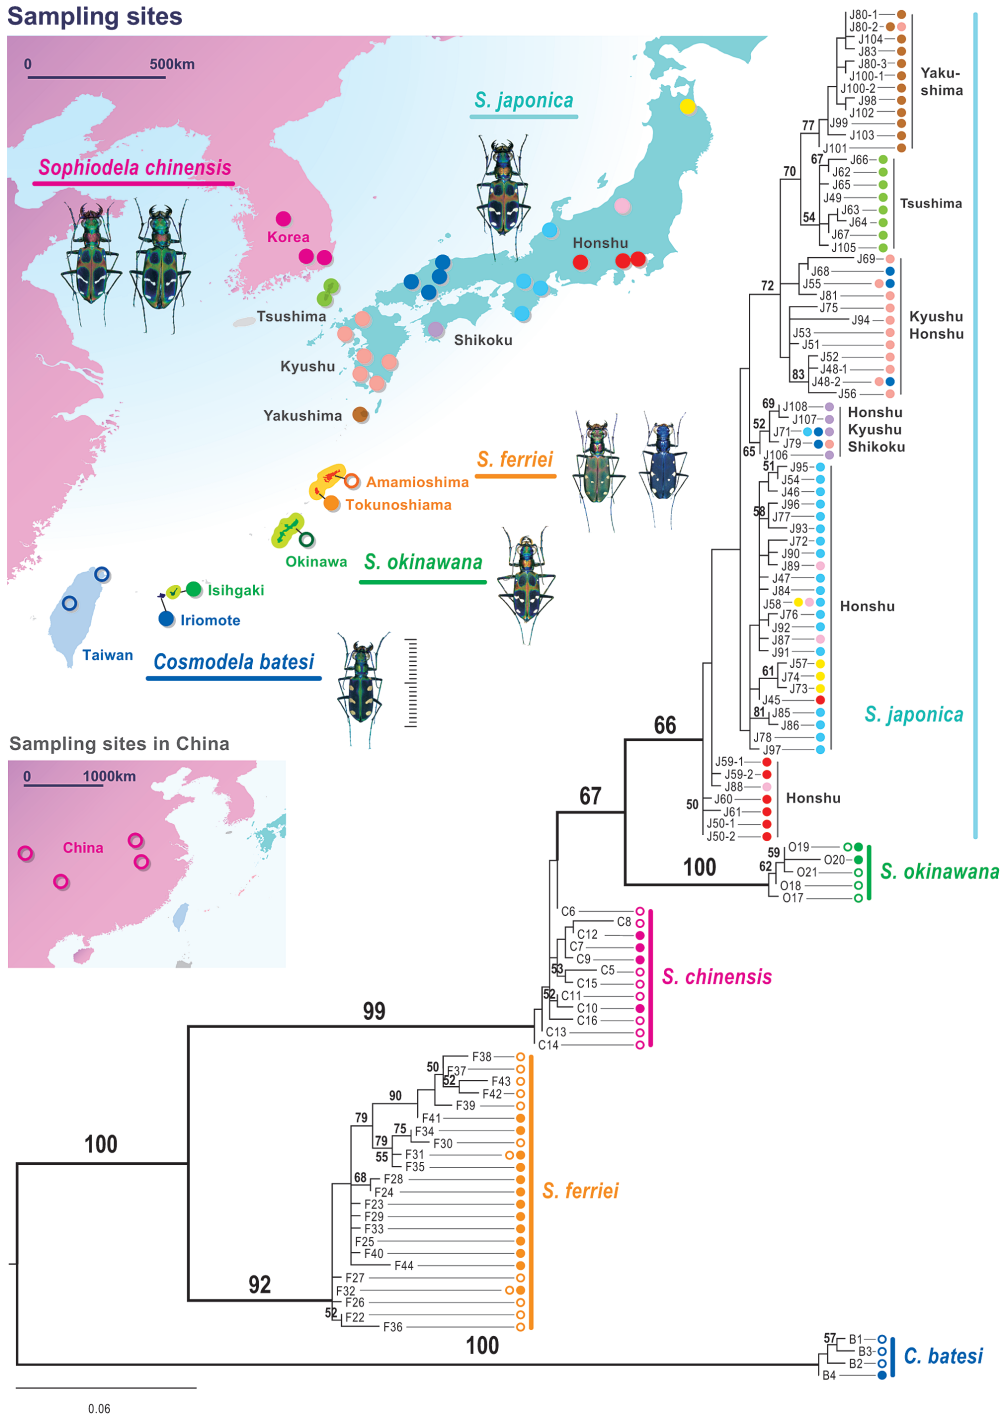 Sampling sites
0 500km
S. japonica
Sophiodela chinensis
Korea
Honshu
Tsushima
Shikoku
Kyushu
Yakushima
S. ferriei
Amamioshima
Tokunoshiama
Okinawa
S. okinawana
Isihgaki
Iriomote
Taiwan
Cosmodela batesi
Sampling sites in China
0 1000km
China
J80-1
J80-2
J104
J83
J80-3
J100-1
J100-2
J98
J102
J99
J103
J101
Yaku-
shima
77
70
67
J66
J62
J65
J49
54
J63
J64
J67
J105
Tsushima
72
J69
J68
J55
J81
J75
J94
J53
J51
J52
83
J48-1
J48-2
J56
Kyushu
Honshu
69
J108
J107
52
J71
J79
65
J106
Honshu
Kyushu
Shikoku
51
J95
J54
J46
J96
58
J77
J93
J72
J90
J89
J47
J84
J58
J76
J92
J87
J91
J57
61
J74
J73
J45
81
J85
J86
J78
J97
Honshu
S. japonica
66
J59-1
J59-2
J88
50
J60
J61
J50-1
J50-2
Honshu
67
100
59
62
O19
O20
O21
O18
O17
S. okinawana
C6
C8
C12
C7
C9
53
C5
C15
52
C11
C10
C16
C13
C14
S. chinensis
99
F38
50
F37
52
F43
F42
90
F39
F41
79
75
F34
79
F30
55
F31
F35
68
F28
F24
F23
F29
F33
F25
F40
F44
F27
F32
F26
52
F22
F36
S. ferriei
100
92
100
57
B1
B3
B2
B4
C. batesi
0.06